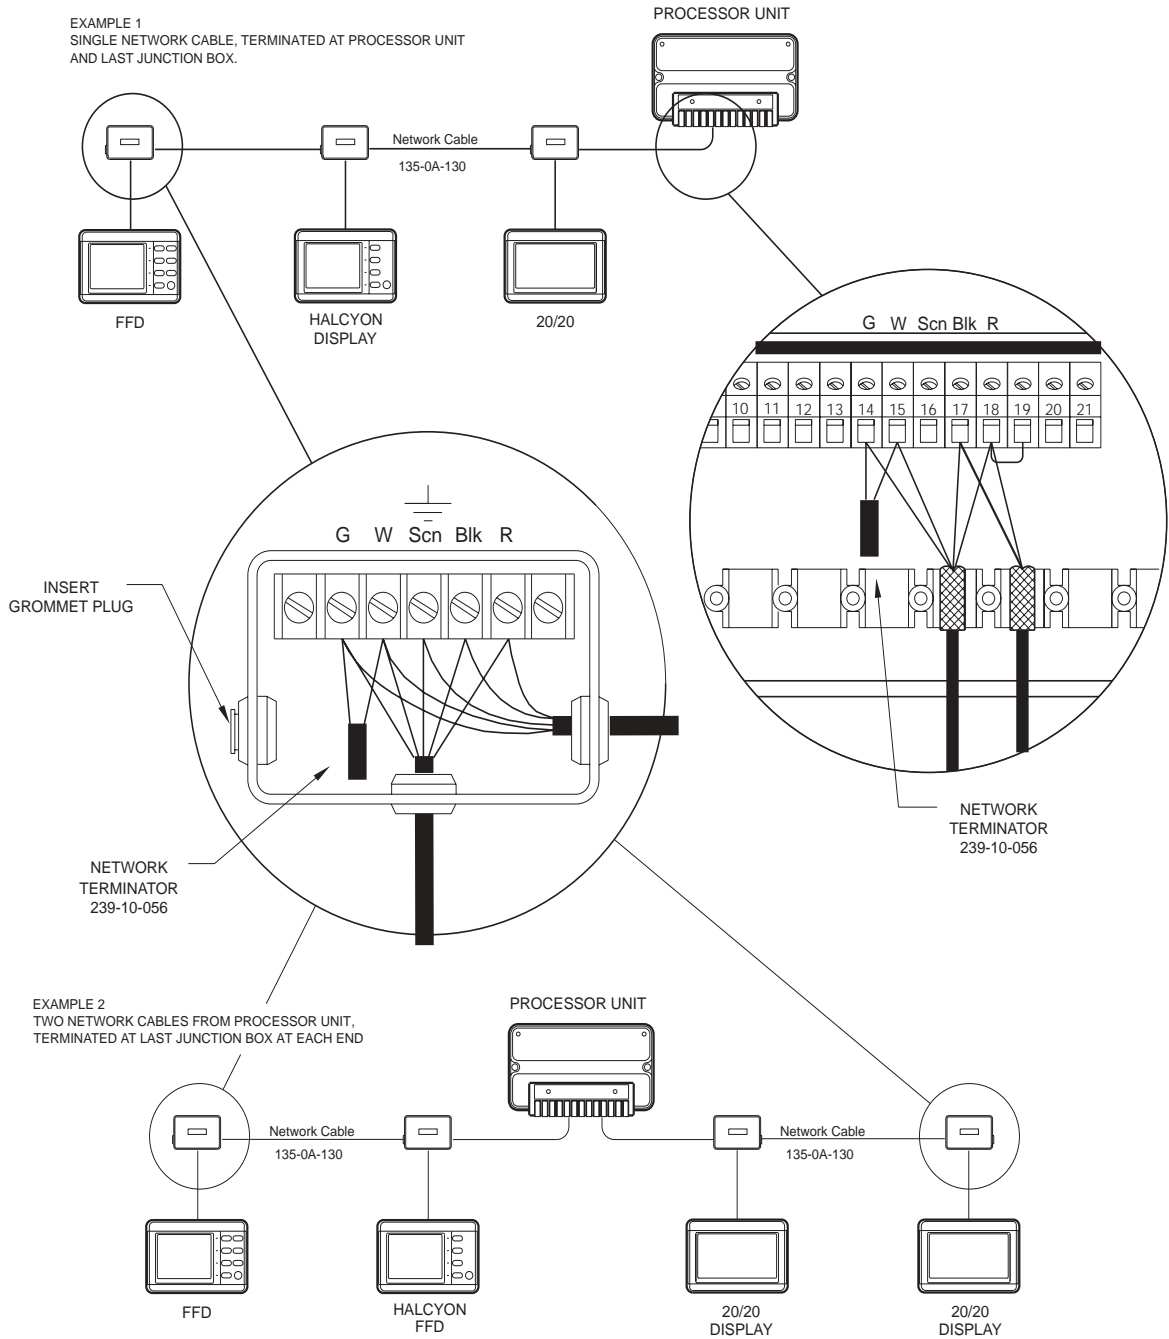 EXAMPLE 1
SINGLE NETWORK CABLE, TERMINATED AT PROCESSOR UNIT
AND LAST JUNCTION BOX.
PROCESSOR UNIT
Network Cable
135-0A-130
FFD
HALCYON
DISPLAY
20/20
G W Scn Blk R
10 11 12 13 14 15 16 17 18 19 20 21
G W Scn Blk R
INSERT
GROMMET PLUG
NETWORK
TERMINATOR
239-10-056
NETWORK
TERMINATOR
239-10-056
EXAMPLE 2
TWO NETWORK CABLES FROM PROCESSOR UNIT,
TERMINATED AT LAST JUNCTION BOX AT EACH END
PROCESSOR UNIT
Network Cable
135-0A-130
Network Cable
135-0A-130
FFD
HALCYON
FFD
20/20
DISPLAY
20/20
DISPLAY